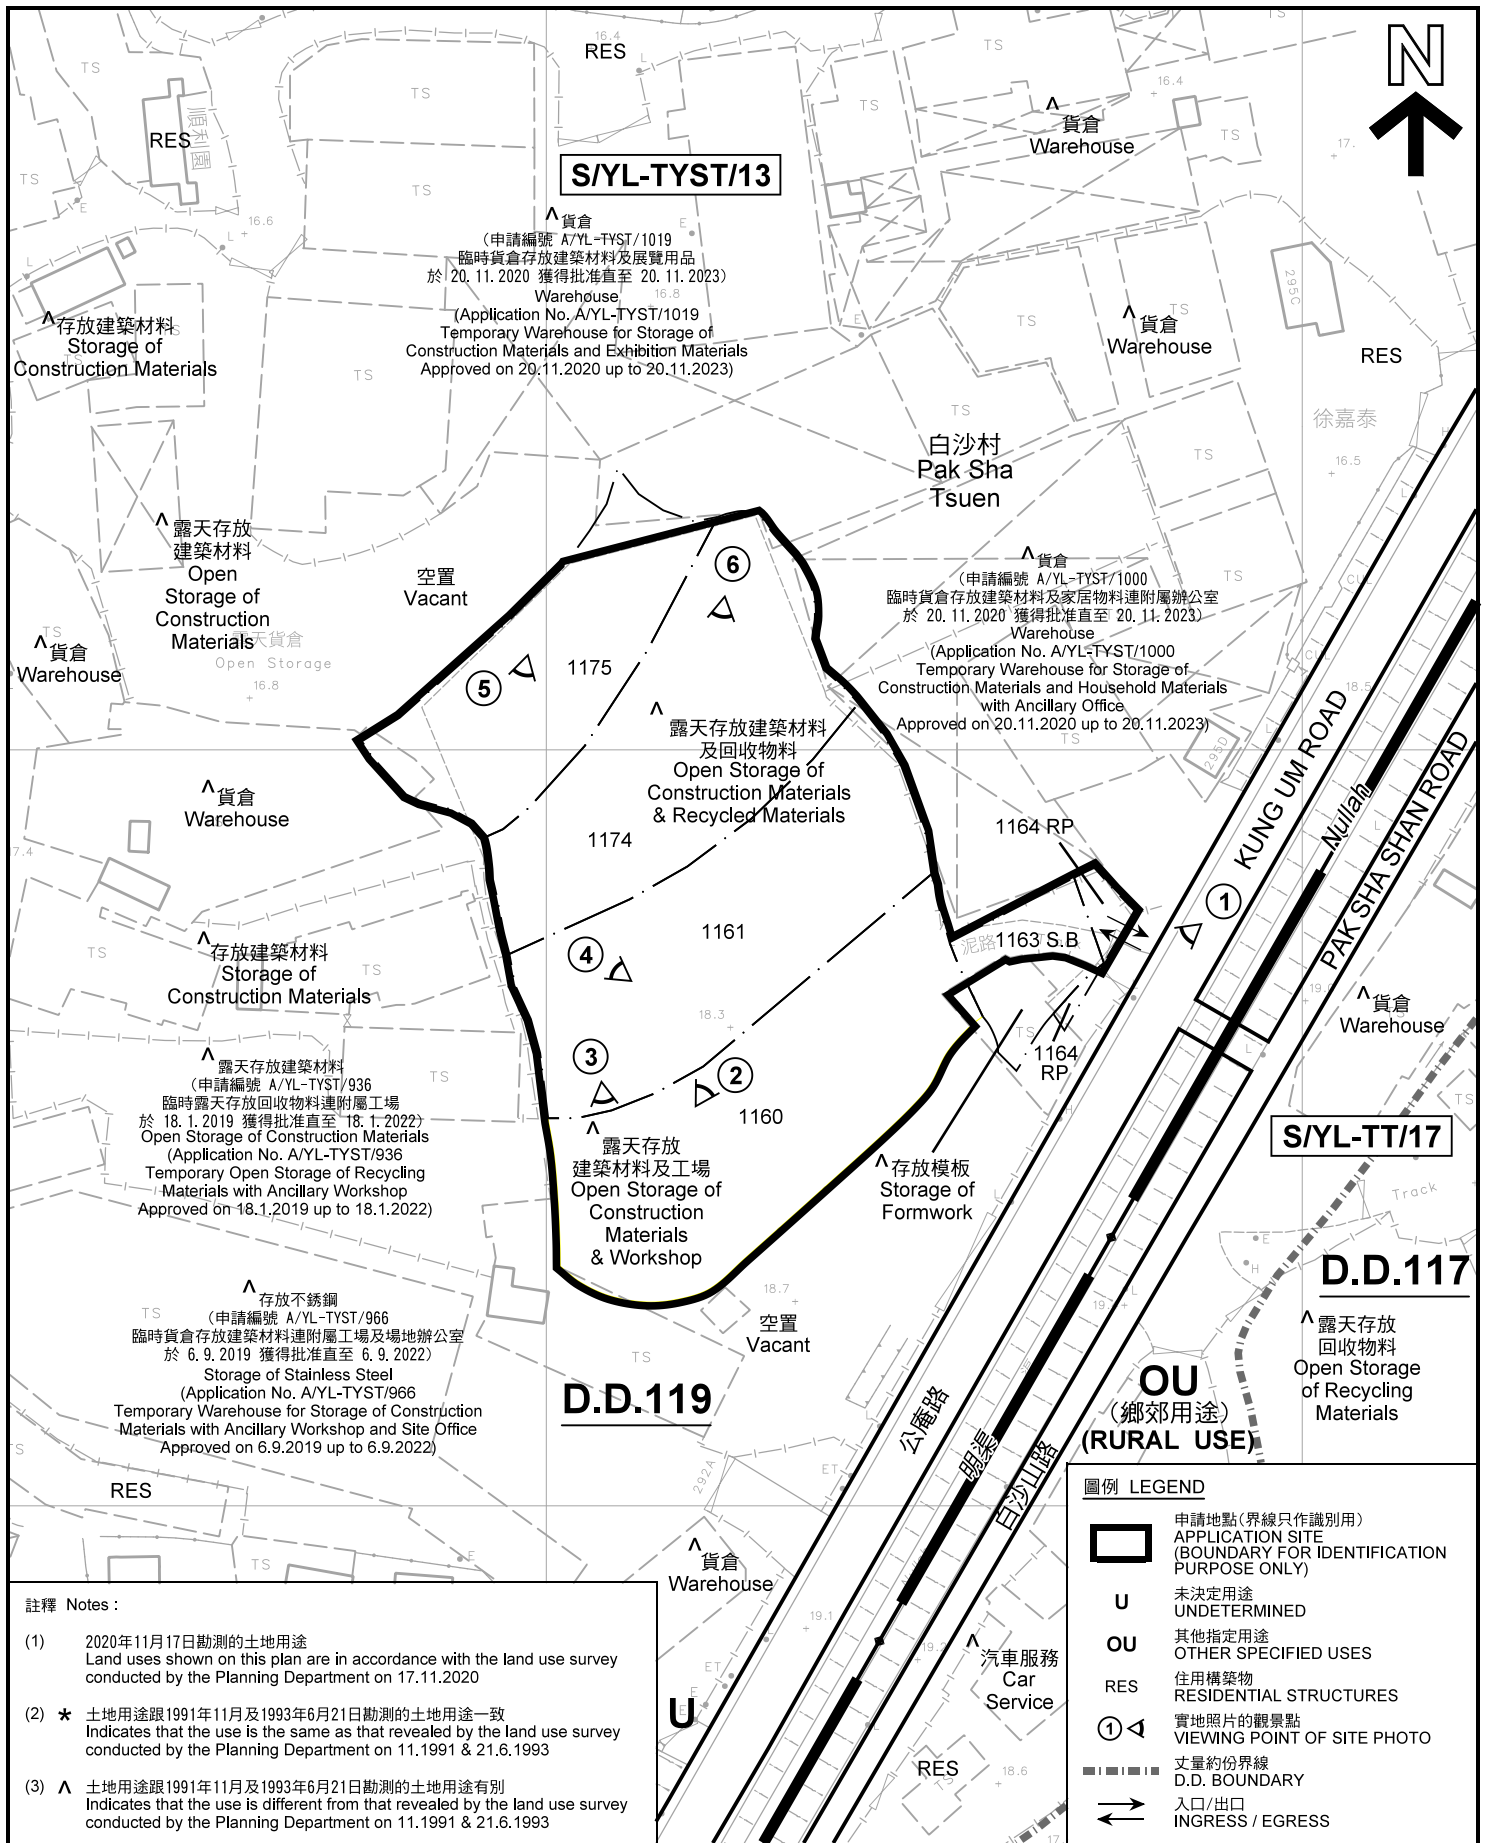 N
RES
順利園
RES
S/YL-TYST/13
^ 貨倉
Warehouse
^ 貨倉
(申請編號 A/YL-TYST/1019
臨時貨倉存放建築材料及展覽用品
於 20.11.2020 獲得批准直至 20.11.2023)
Warehouse
(Application No. A/YL-TYST/1019
Temporary Warehouse for Storage of
Construction Materials and Exhibition Materials
Approved on 20.11.2020 up to 20.11.2023)
^ 存放建築材料
Storage of
Construction Materials
^ 貨倉
Warehouse
295C
RES
徐嘉泰
白沙村
Pak Sha
Tsuen
^ 露天存放
建築材料
Open
Storage of
Construction
Materials
露天貨倉
Open Storage
16.8
空置
Vacant
^ 貨倉
Warehouse
^ 貨倉
(申請編號 A/YL-TYST/1000
臨時貨倉存放建築材料及家居物料連附屬辦公室
於 20.11.2020 獲得批准直至 20.11.2023)
Warehouse
(Application No. A/YL-TYST/1000
Temporary Warehouse for Storage of
Construction Materials and Household Materials
with Ancillary Office
Approved on 20.11.2020 up to 20.11.2023)
295D
6
5
1175
^ 露天存放建築材料
及回收物料
Open Storage of
Construction Materials
& Recycled Materials
1174
1161
4
18.3
3
2
1160
^ 露天存放
建築材料及工場
Open Storage of
Construction
Materials
& Workshop
1164 RP
1163 S.B
泥路
1164
RP
1
KUNG UM ROAD
Nullah
PAK SHA SHAN ROAD
^ 貨倉
Warehouse
^ 存放建築材料
Storage of
Construction Materials
^ 露天存放建築材料
(申請編號 A/YL-TYST/936
臨時露天存放回收物料連附屬工場
於 18.1.2019 獲得批准直至 18.1.2022)
Open Storage of Construction Materials
(Application No. A/YL-TYST/936
Temporary Open Storage of Recycling
Materials with Ancillary Workshop
Approved on 18.1.2019 up to 18.1.2022)
^ 存放模板
Storage of
Formwork
^ 貨倉
Warehouse
S/YL-TT/17
Track
D.D.117
^ 存放不銹鋼
(申請編號 A/YL-TYST/966
臨時貨倉存放建築材料連附屬工場及場地辦公室
於 6.9.2019 獲得批准直至 6.9.2022)
Storage of Stainless Steel
(Application No. A/YL-TYST/966
Temporary Warehouse for Storage of Construction
Materials with Ancillary Workshop and Site Office
Approved on 6.9.2019 up to 6.9.2022)
18.7
空置
Vacant
D.D.119
^ 露天存放
回收物料
Open Storage
of Recycling
Materials
OU
(鄉郊用途)
(RURAL USE)
公庵路
明渠
白沙山路
292A
RES
^ 貨倉
Warehouse
U
^ 汽車服務
Car
Service
RES
18.6
註釋 Notes :
(1) 2020年11月17日勘測的土地用途
Land uses shown on this plan are in accordance with the land use survey
conducted by the Planning Department on 17.11.2020
(2) * 土地用途跟1991年11月及1993年6月21日勘測的土地用途一致
Indicates that the use is the same as that revealed by the land use survey
conducted by the Planning Department on 11.1991 & 21.6.1993
(3) ^ 土地用途跟1991年11月及1993年6月21日勘測的土地用途有別
Indicates that the use is different from that revealed by the land use survey
conducted by the Planning Department on 11.1991 & 21.6.1993
圖例 LEGEND
申請地點(界線只作識別用)
APPLICATION SITE
(BOUNDARY FOR IDENTIFICATION
PURPOSE ONLY)
U 未決定用途
UNDETERMINED
OU 其他指定用途
OTHER SPECIFIED USES
RES 住用構築物
RESIDENTIAL STRUCTURES
1 實地照片的觀景點
VIEWING POINT OF SITE PHOTO
丈量約份界線
D.D. BOUNDARY
入口/出口
INGRESS / EGRESS